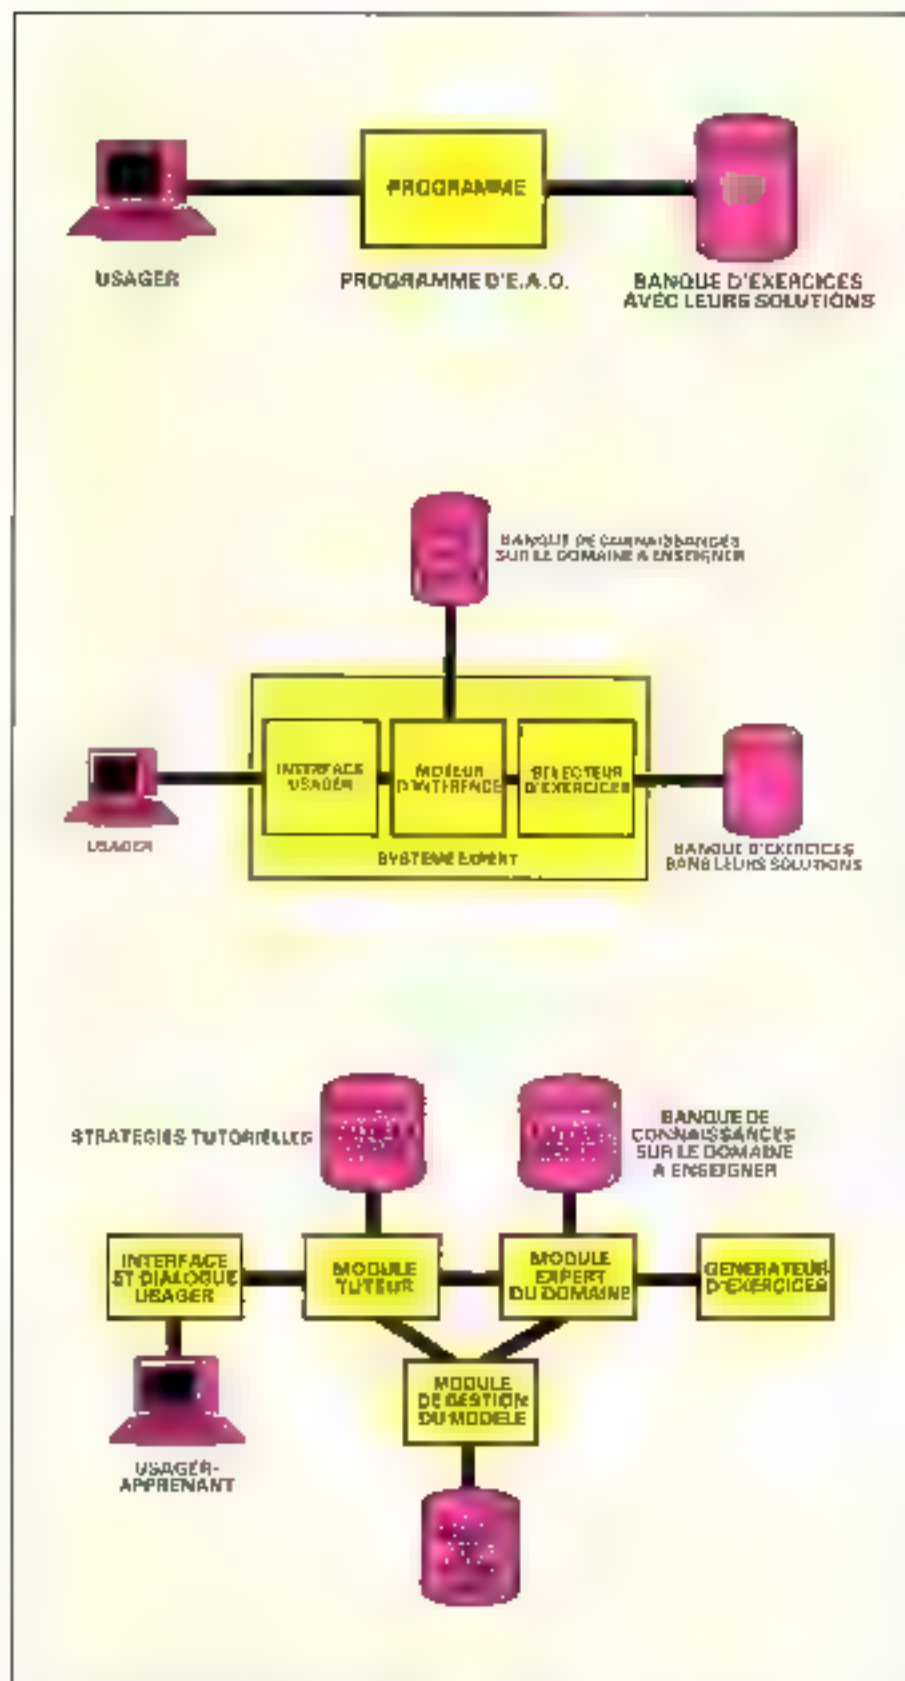 PROGRAMME
USAGER
PROGRAMME D'E.A.O.
BANQUE D'EXERCICES
AVEC LEURS SOLUTIONS
BANQUE DE CONNAISSANCES
SUR LE DOMAINE A ENSEIGNER
INTERFACE
USAGER
MOTEUR
D'INFERENCE
SELECTEUR
D'EXERCICES
SYSTEME EXPERT
USAGER
BANQUE D'EXERCICES
SANS LEURS SOLUTIONS
STRATEGIES TUTORIELLES
BANQUE DE
CONNAISSANCES
SUR LE DOMAINE
A ENSEIGNER
INTERFACE
ET DIALOGUE
USAGER
MODULE
TUTEUR
MODULE
EXPERT
DU DOMAINE
GENERATEUR
D'EXERCICES
MODULE
DE GESTION
DU MODELE
USAGER-
APPRENANT